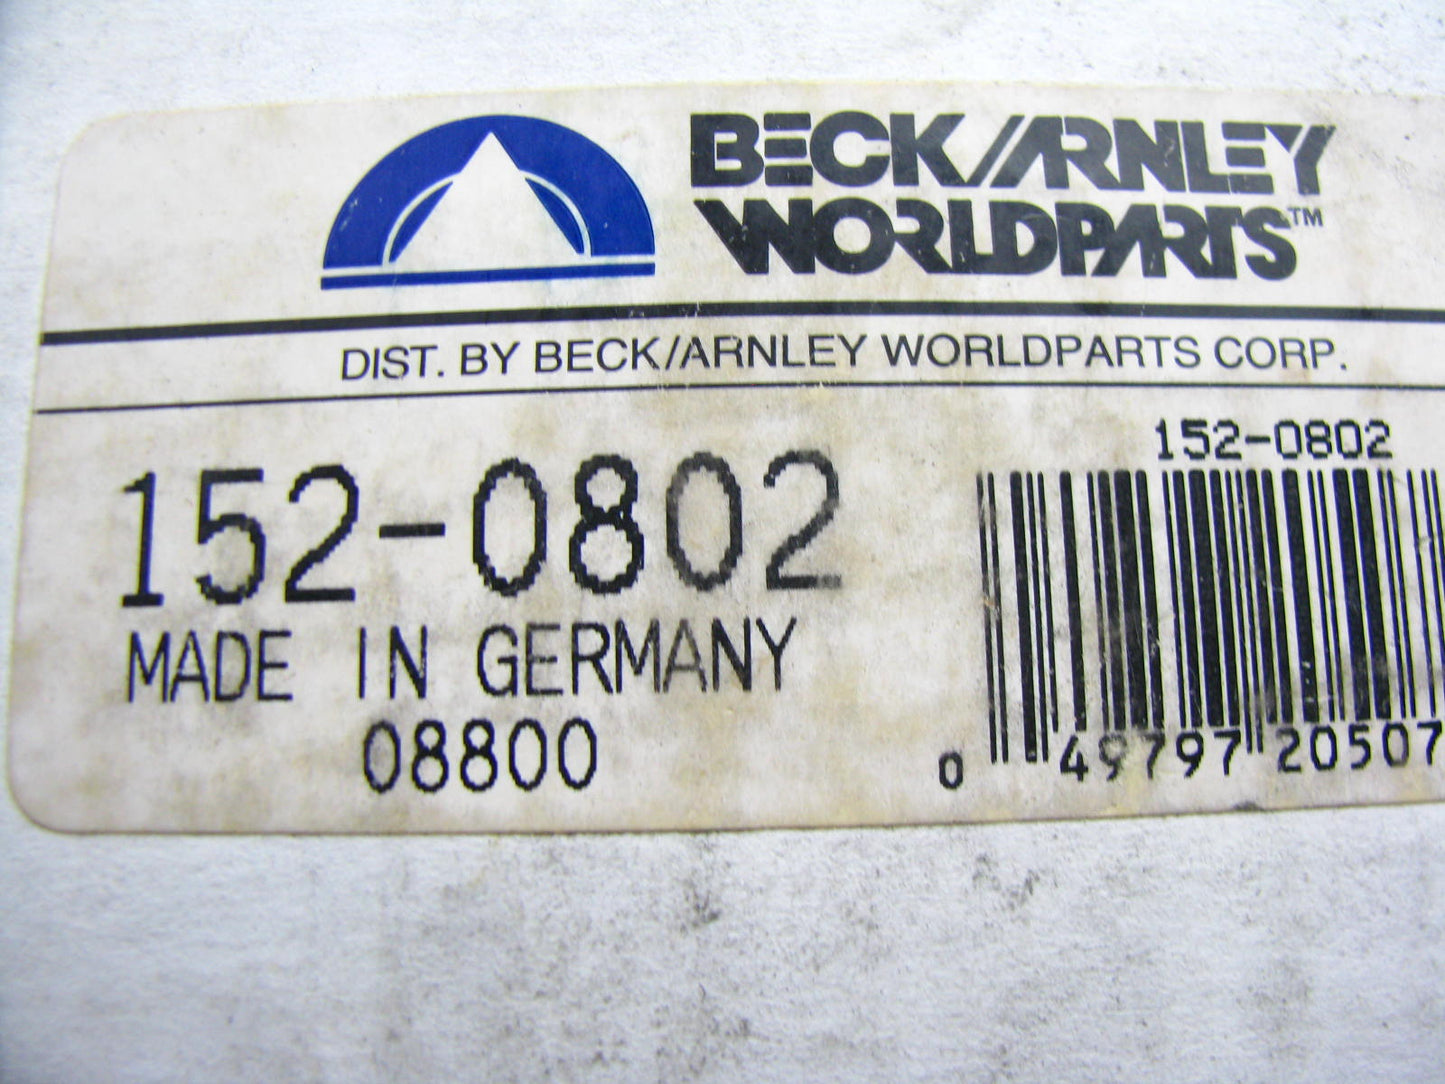 BECK/ARNLEY
WORLDPARTS™
DIST. BY BECK/ARNLEY WORLDPARTS CORP.
152-0802
152-0802
MADE IN GERMANY
08800
0 49797 20507